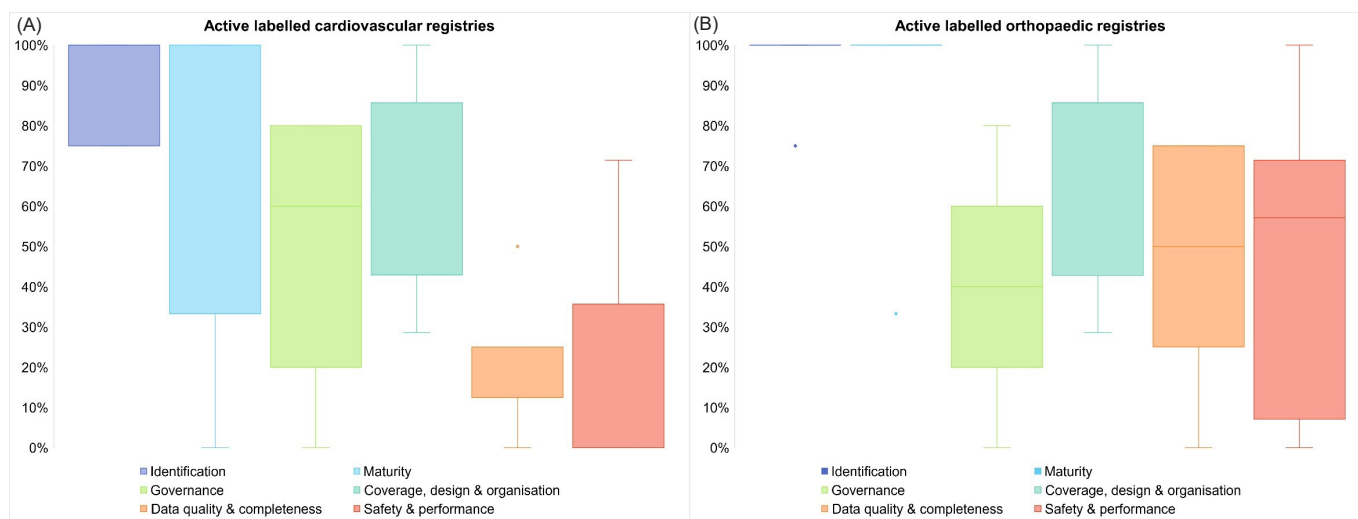 (A)
Active labelled cardiovascular registries
100%
90%
80%
70%
60%
50%
40%
30%
20%
10%
0%
Identification
Maturity
Governance
Coverage, design & organisation
Data quality & completeness
Safety & performance
(B)
Active labelled orthopaedic registries
100%
90%
80%
70%
60%
50%
40%
30%
20%
10%
0%
Identification
Maturity
Governance
Coverage, design & organisation
Data quality & completeness
Safety & performance